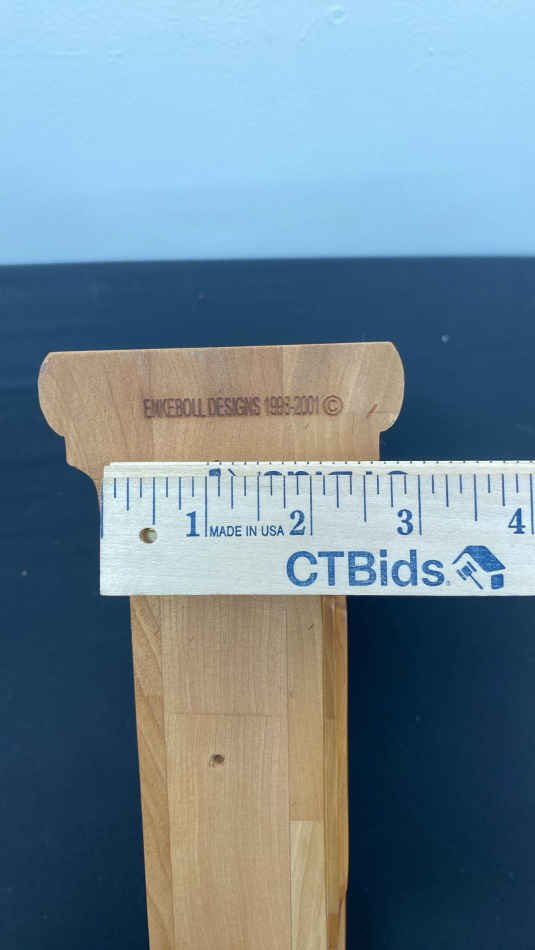 ENKEBOLL DESIGNS 1998-2001 ©
1 MADE IN USA 2 3 4
CTBids